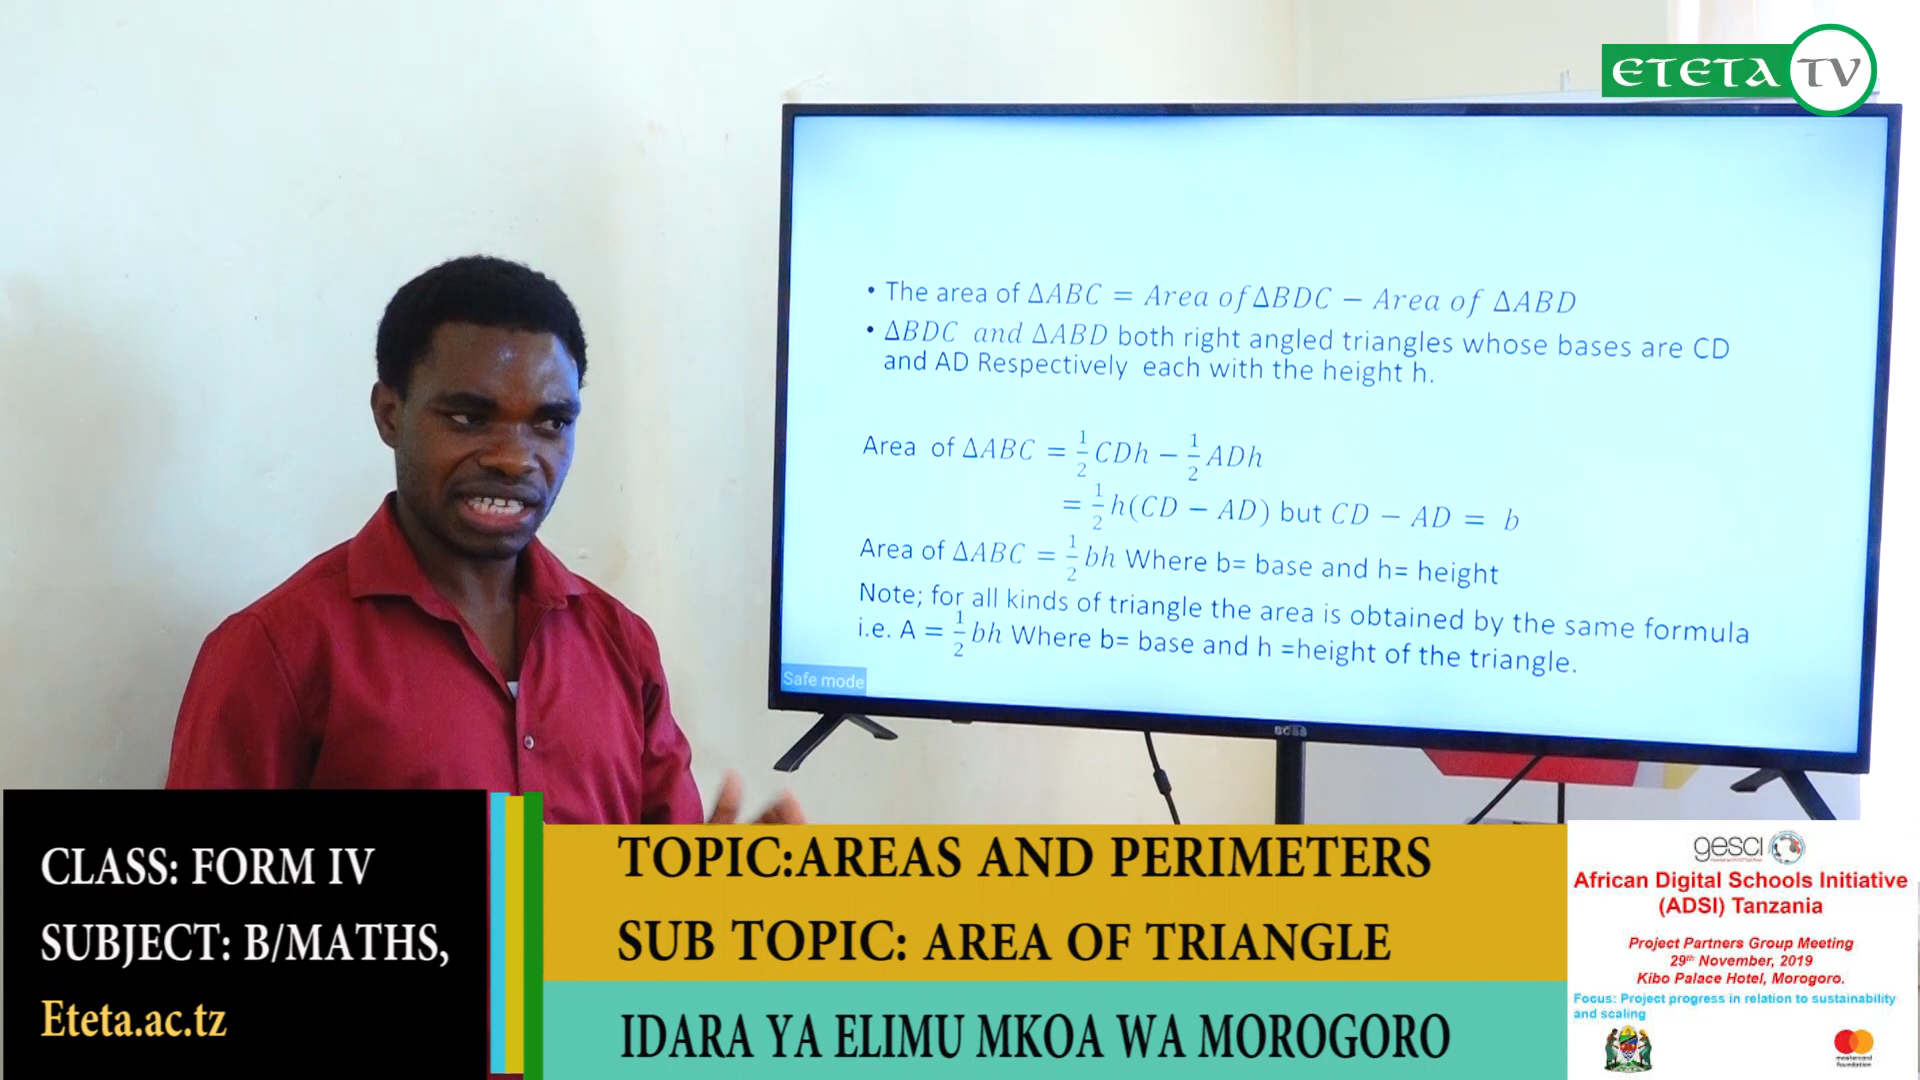 ETETA TV
• The area of ΔABC = Area of ΔBDC − Area of ΔABD
• ΔBDC and ΔABD both right angled triangles whose bases are CD
and AD Respectively each with the height h.
Area of ΔABC = 1/2 CDh − 1/2 ADh
= 1/2 h(CD − AD) but CD − AD = b
Area of ΔABC = 1/2 bh Where b= base and h= height
Note; for all kinds of triangle the area is obtained by the same formula
i.e. A = 1/2 bh Where b= base and h =height of the triangle.
Safe mode
CLASS: FORM IV
SUBJECT: B/MATHS,
Eteta.ac.tz
TOPIC:AREAS AND PERIMETERS
SUB TOPIC: AREA OF TRIANGLE
IDARA YA ELIMU MKOA WA MOROGORO
gesci
African Digital Schools Initiative
(ADSI) Tanzania
Project Partners Group Meeting
29th November, 2019
Kibo Palace Hotel, Morogoro.
Focus: Project progress in relation to sustainability
and scaling
mastercard
foundation